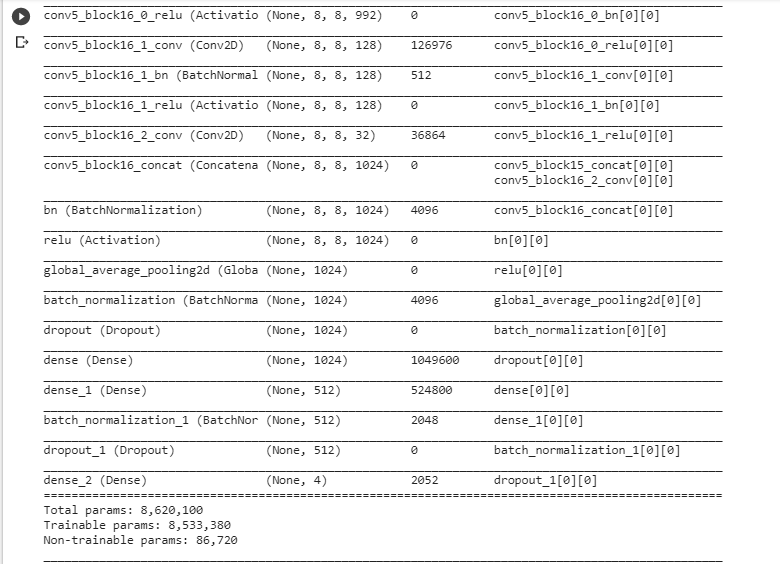 conv5_block16_0_relu (Activatio (None, 8, 8, 992) 0 conv5_block16_0_bn[0][0]
conv5_block16_1_conv (Conv2D) (None, 8, 8, 128) 126976 conv5_block16_0_relu[0][0]
conv5_block16_1_bn (BatchNormal (None, 8, 8, 128) 512 conv5_block16_1_conv[0][0]
conv5_block16_1_relu (Activatio (None, 8, 8, 128) 0 conv5_block16_1_bn[0][0]
conv5_block16_2_conv (Conv2D) (None, 8, 8, 32) 36864 conv5_block16_1_relu[0][0]
conv5_block16_concat (Concatena (None, 8, 8, 1024) 0 conv5_block15_concat[0][0]
conv5_block16_2_conv[0][0]
bn (BatchNormalization) (None, 8, 8, 1024) 4096 conv5_block16_concat[0][0]
relu (Activation) (None, 8, 8, 1024) 0 bn[0][0]
global_average_pooling2d (Globa (None, 1024) 0 relu[0][0]
batch_normalization (BatchNorma (None, 1024) 4096 global_average_pooling2d[0][0]
dropout (Dropout) (None, 1024) 0 batch_normalization[0][0]
dense (Dense) (None, 1024) 1049600 dropout[0][0]
dense_1 (Dense) (None, 512) 524800 dense[0][0]
batch_normalization_1 (BatchNor (None, 512) 2048 dense_1[0][0]
dropout_1 (Dropout) (None, 512) 0 batch_normalization_1[0][0]
dense_2 (Dense) (None, 4) 2052 dropout_1[0][0]
Total params: 8,620,100
Trainable params: 8,533,380
Non-trainable params: 86,720